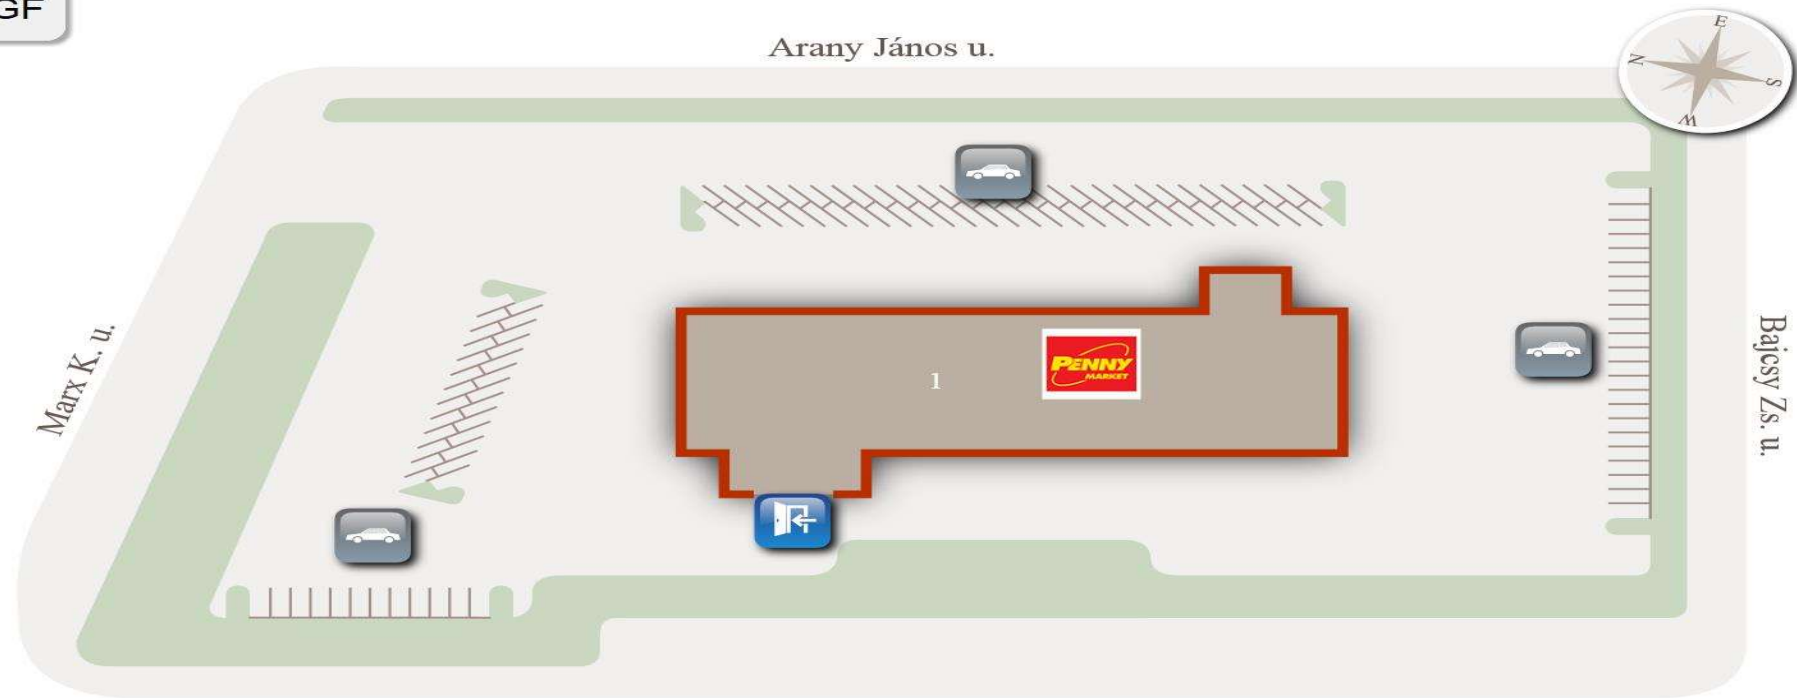 GF
Arany János u.
E
N
S
W
Marx K. u.
Bajcsy Zs. u.
1
PENNY
MARKET